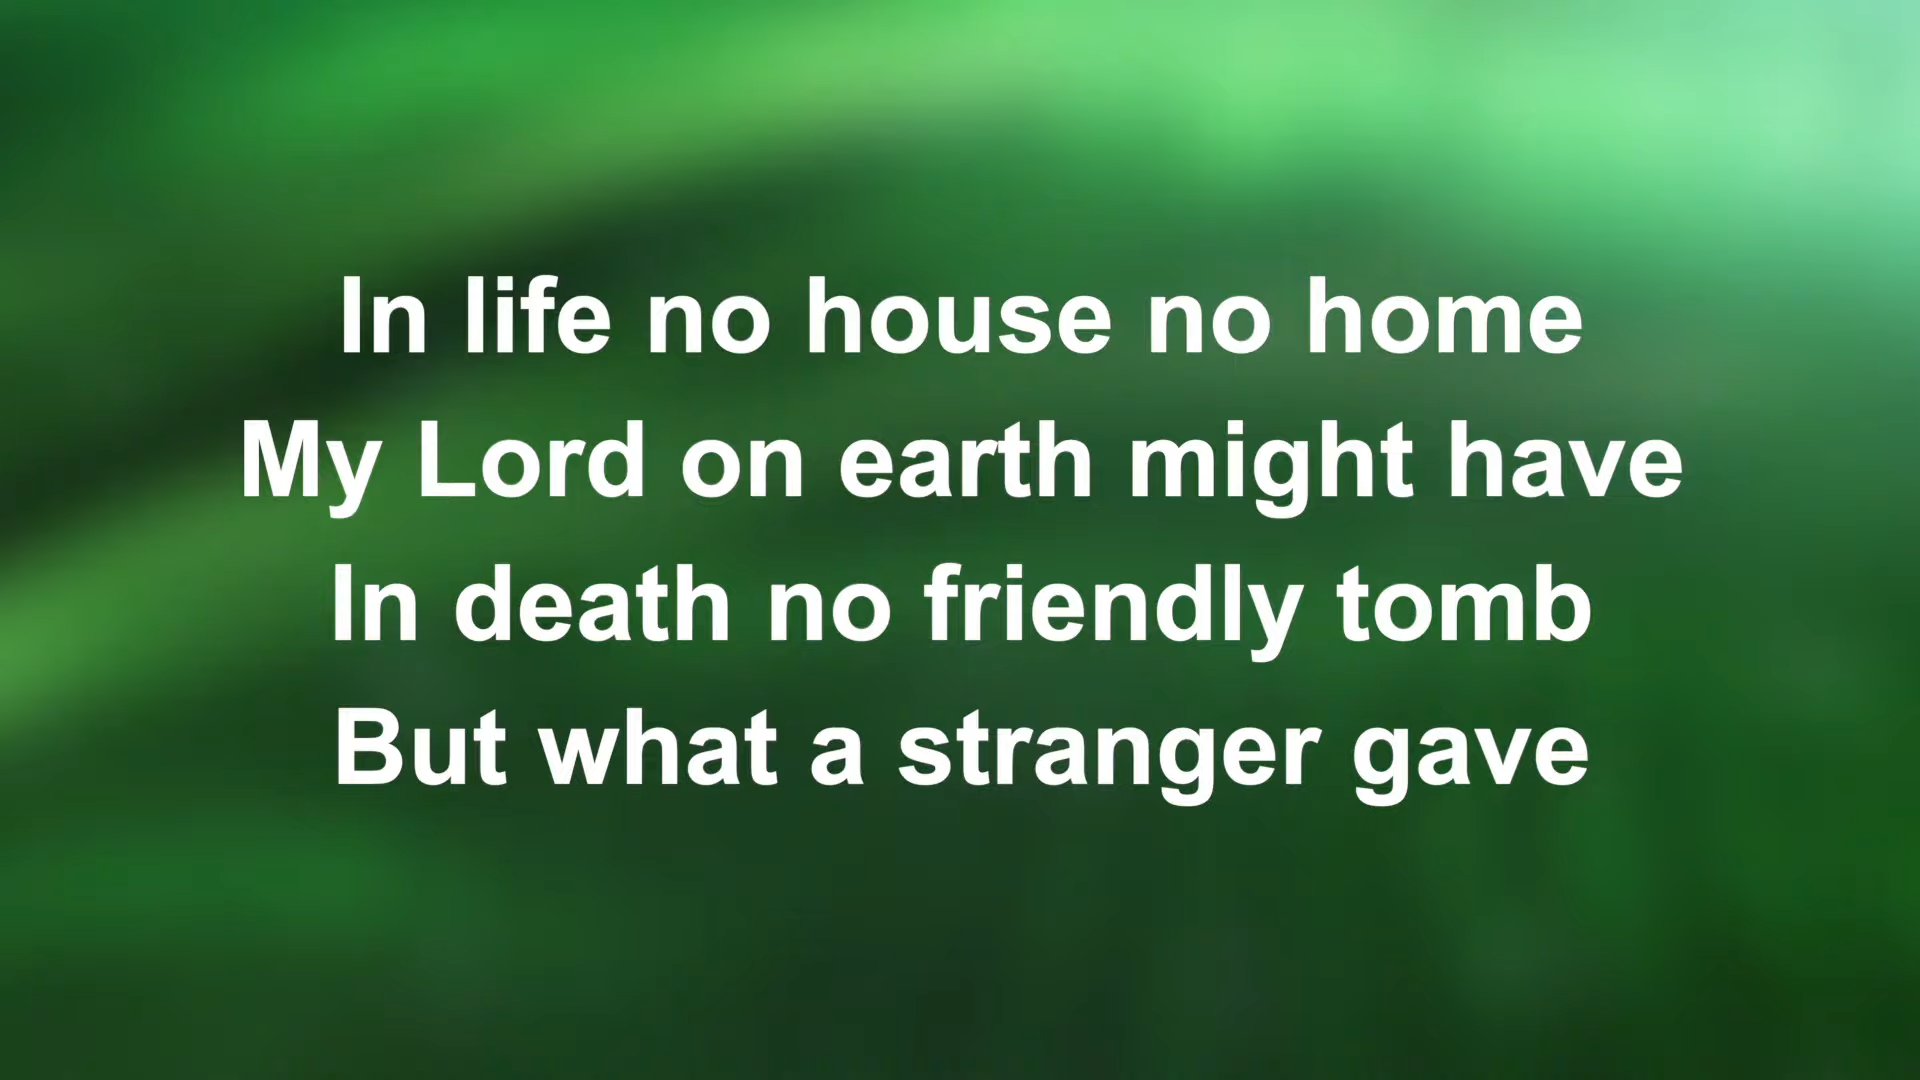 In life no house no home
My Lord on earth might have
In death no friendly tomb
But what a stranger gave